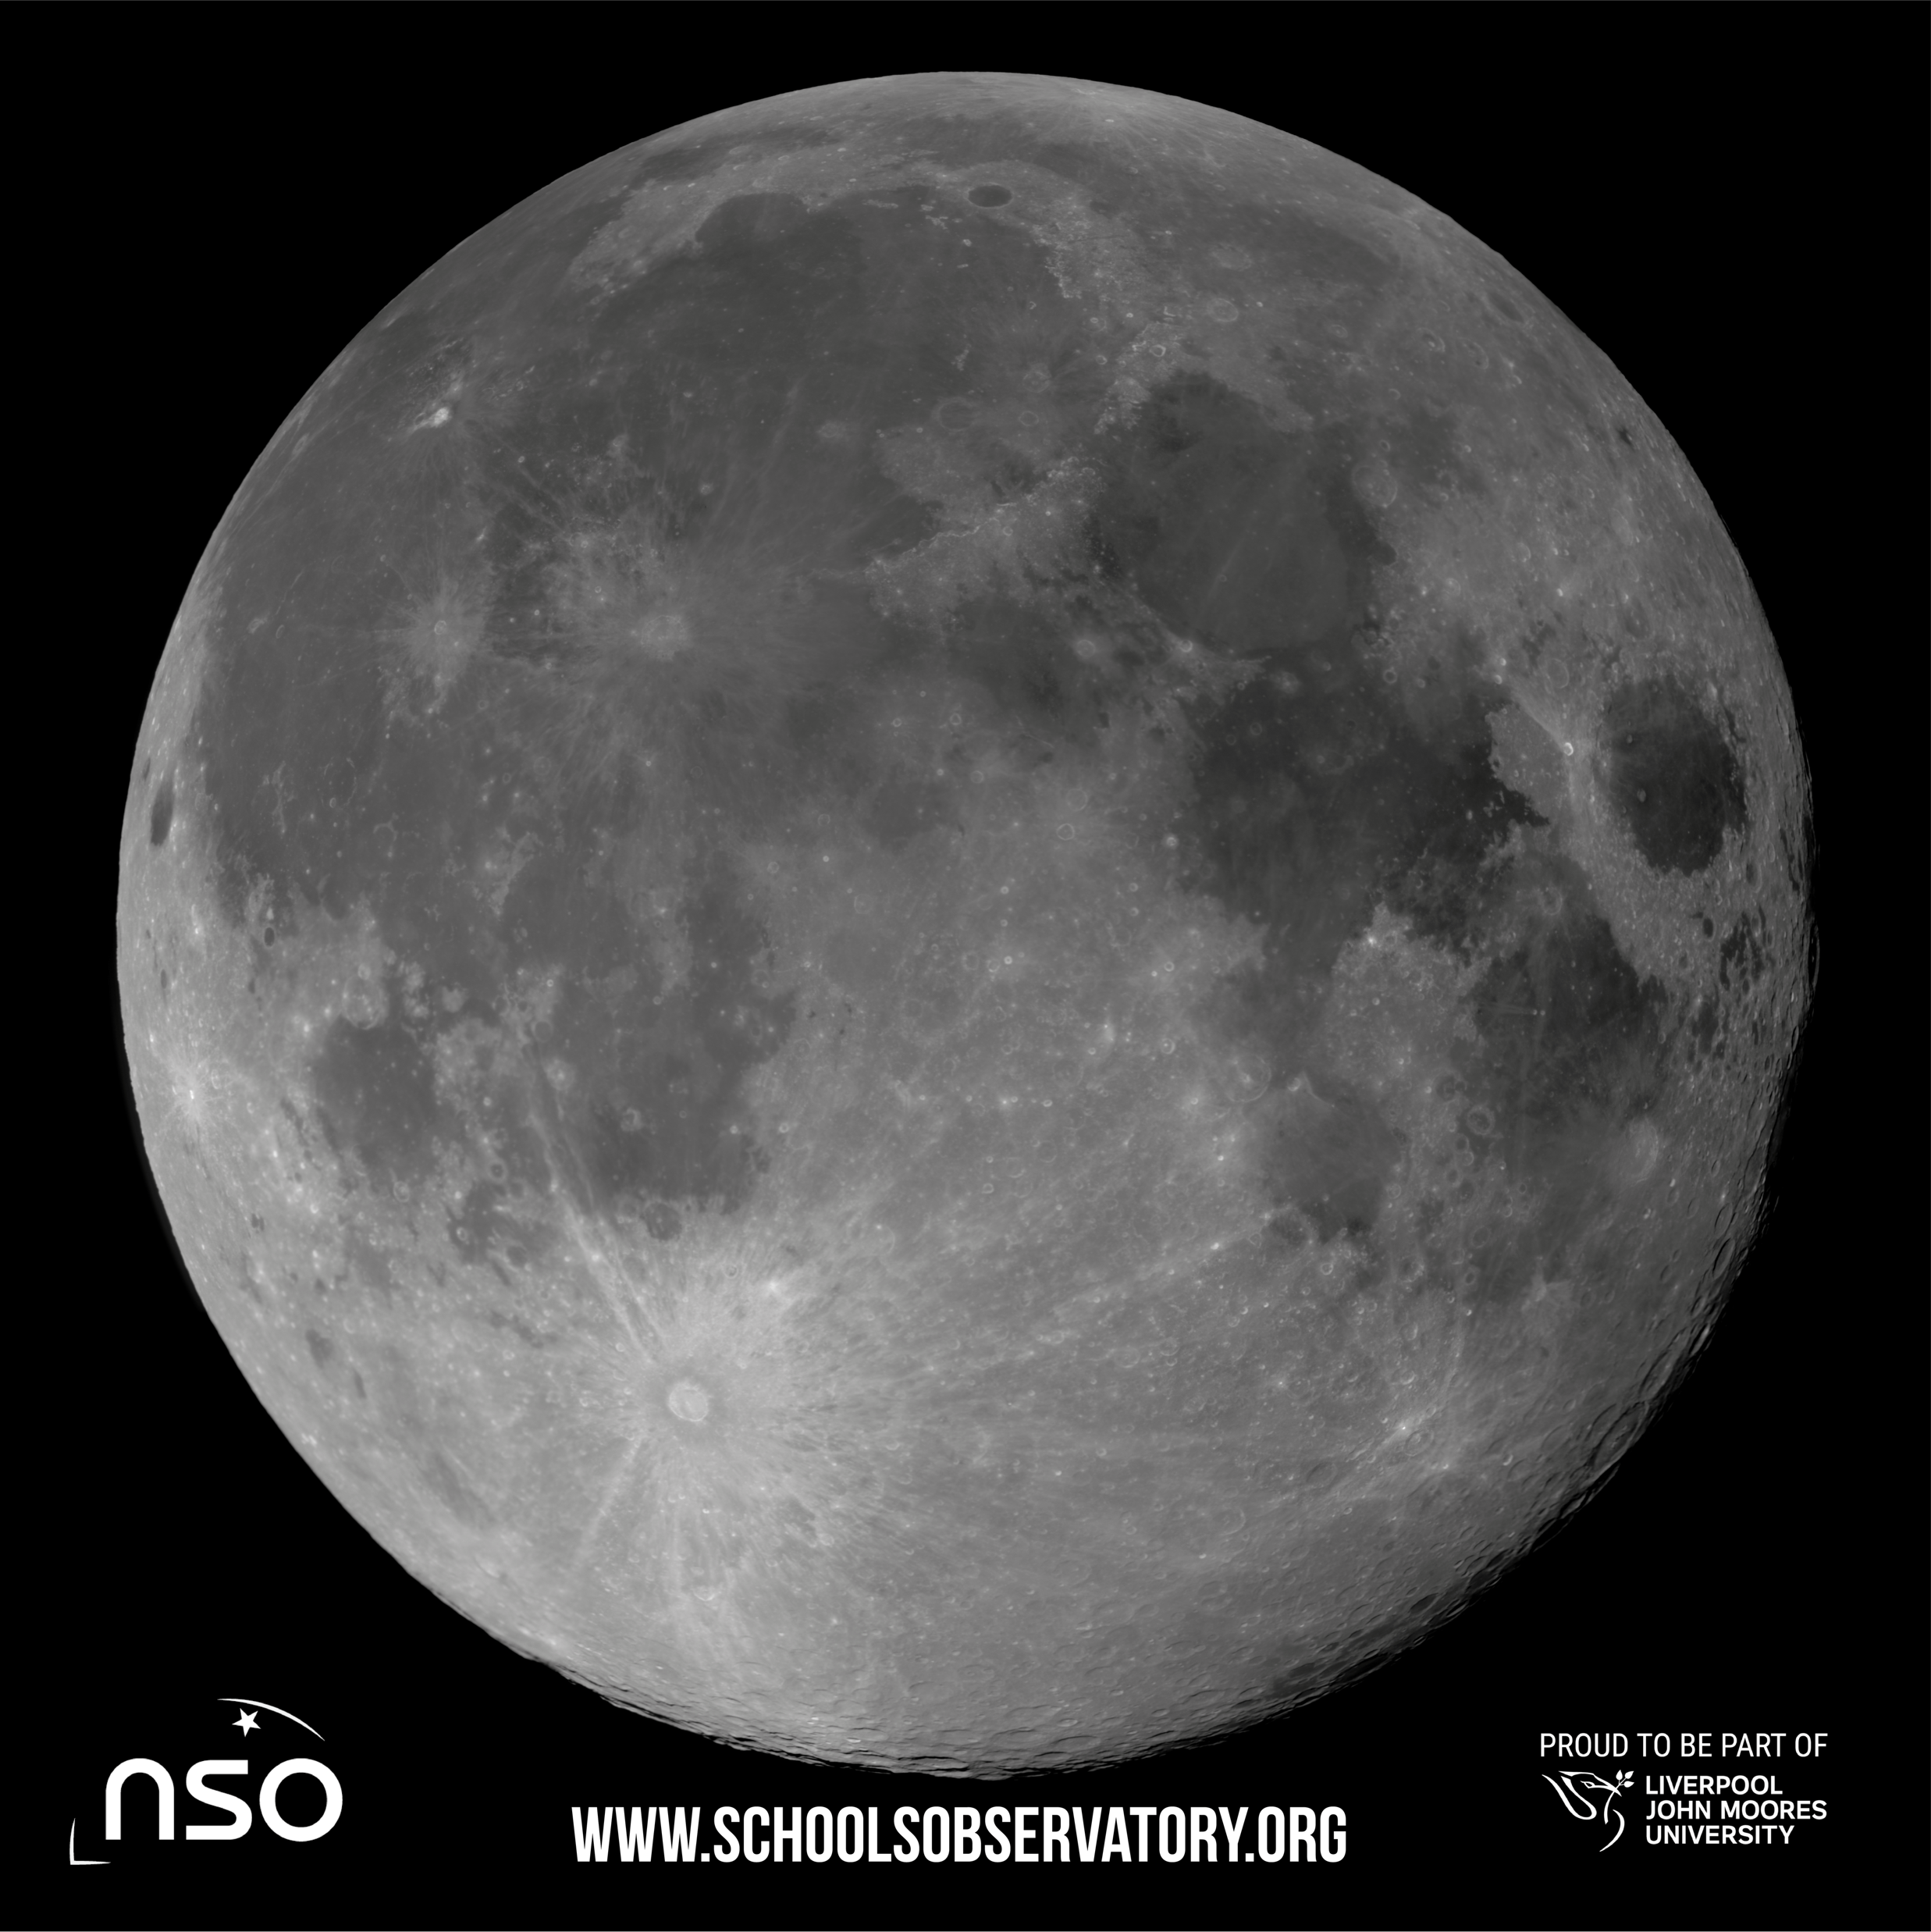 nso
WWW.SCHOOLSOBSERVATORY.ORG
PROUD TO BE PART OF
LIVERPOOL
JOHN MOORES
UNIVERSITY